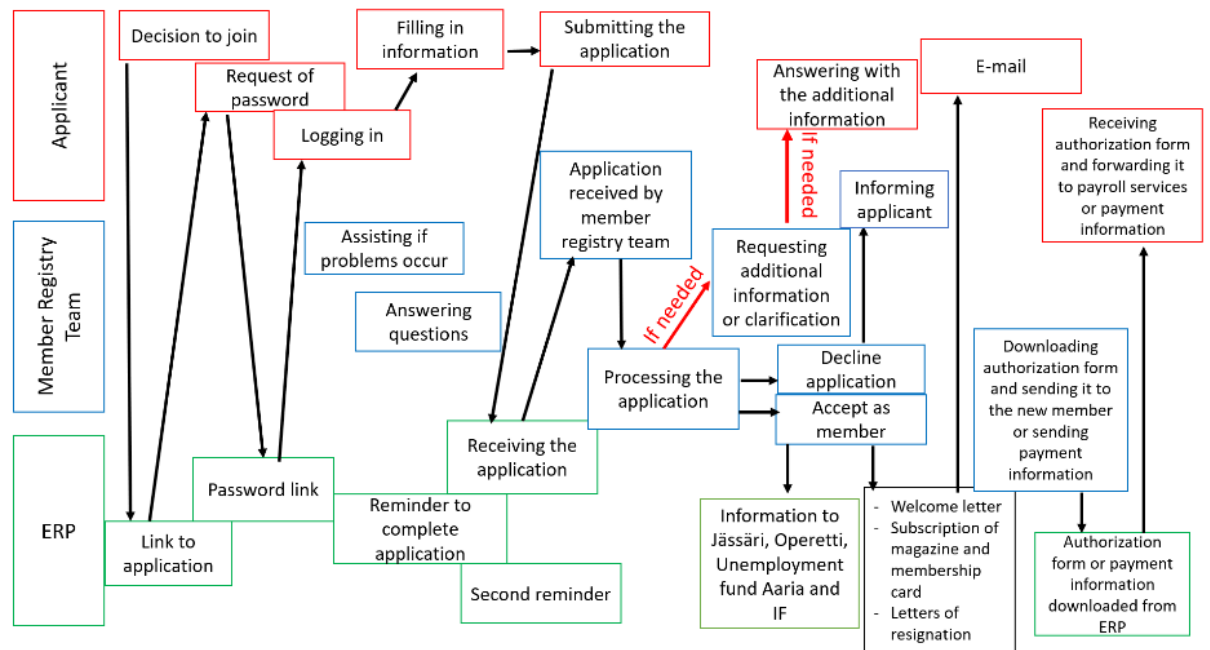 Applicant
Decision to join
Request of
password
Logging in
Filling in
information
Submitting the
application
Answering with
the additional
information
E-mail
Receiving
authorization form
and forwarding it
to payroll services
or payment
information
If needed
Application
received by
member
registry team
Informing
applicant
Member Registry
Team
Assisting if
problems occur
Answering
questions
If needed
Requesting
additional
information
or clarification
Processing the
application
Decline
application
Accept as
member
Downloading
authorization form
and sending it to
the new member
or sending
payment
information
ERP
Link to
application
Password link
Reminder to
complete
application
Receiving the
application
Second reminder
Information to
Jässäri, Operetti,
Unemployment
fund Aaria and
IF
- Welcome letter
- Subscription of
magazine and
membership
card
- Letters of
resignation
Authorization
form or payment
information
downloaded from
ERP